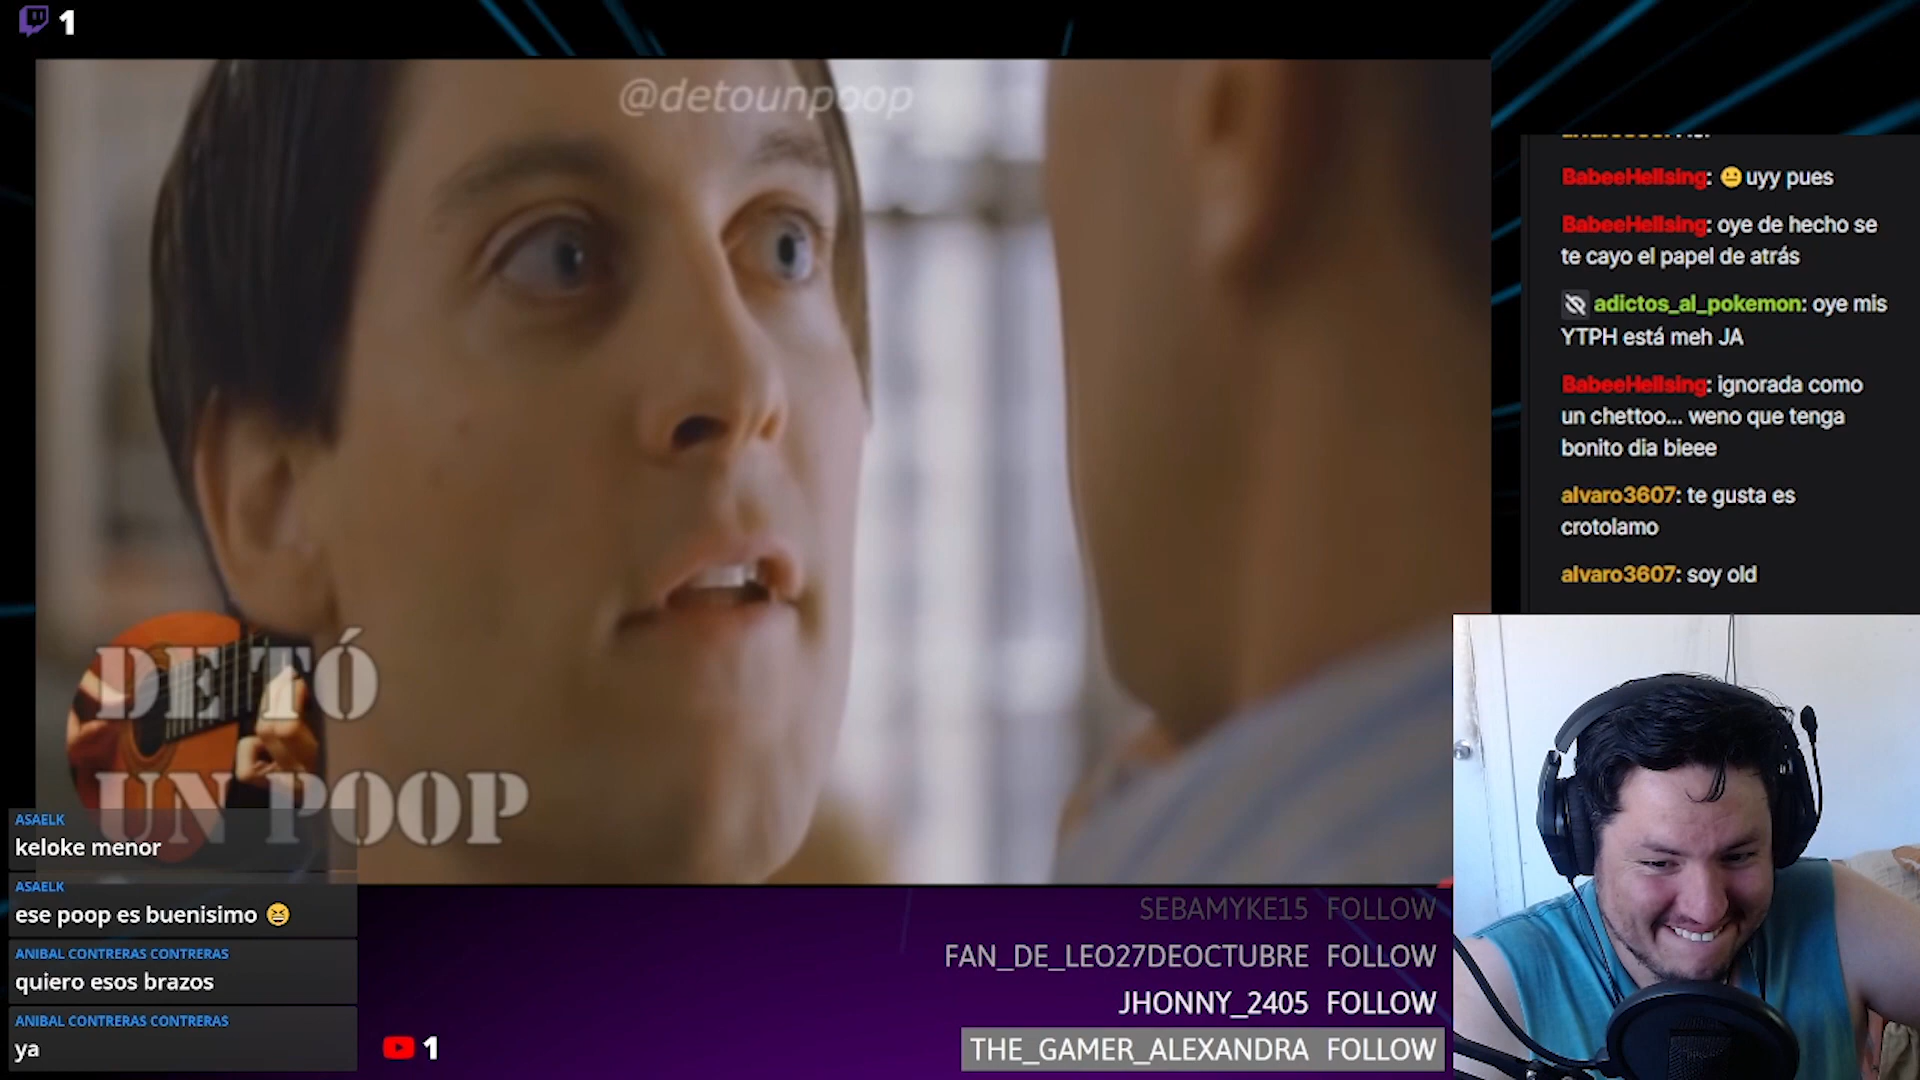 1
@detounpoop
BabeeHellsing: 😐 uyy pues
BabeeHellsing: oye de hecho se
te cayo el papel de atrás
adictos_al_pokemon: oye mis
YTPH está meh JA
BabeeHellsing: ignorada como
un chettoo... weno que tenga
bonito dia bieee
alvaro3607: te gusta es
crotolamo
alvaro3607: soy old
DE TÓ
UN POOP
ASAELK
keloke menor
ASAELK
ese poop es buenisimo 😆
ANIBAL CONTRERAS CONTRERAS
quiero esos brazos
ANIBAL CONTRERAS CONTRERAS
ya
1
SEBAMYKE15 FOLLOW
FAN_DE_LEO27DEOCTUBRE FOLLOW
JHONNY_2405 FOLLOW
THE_GAMER_ALEXANDRA FOLLOW